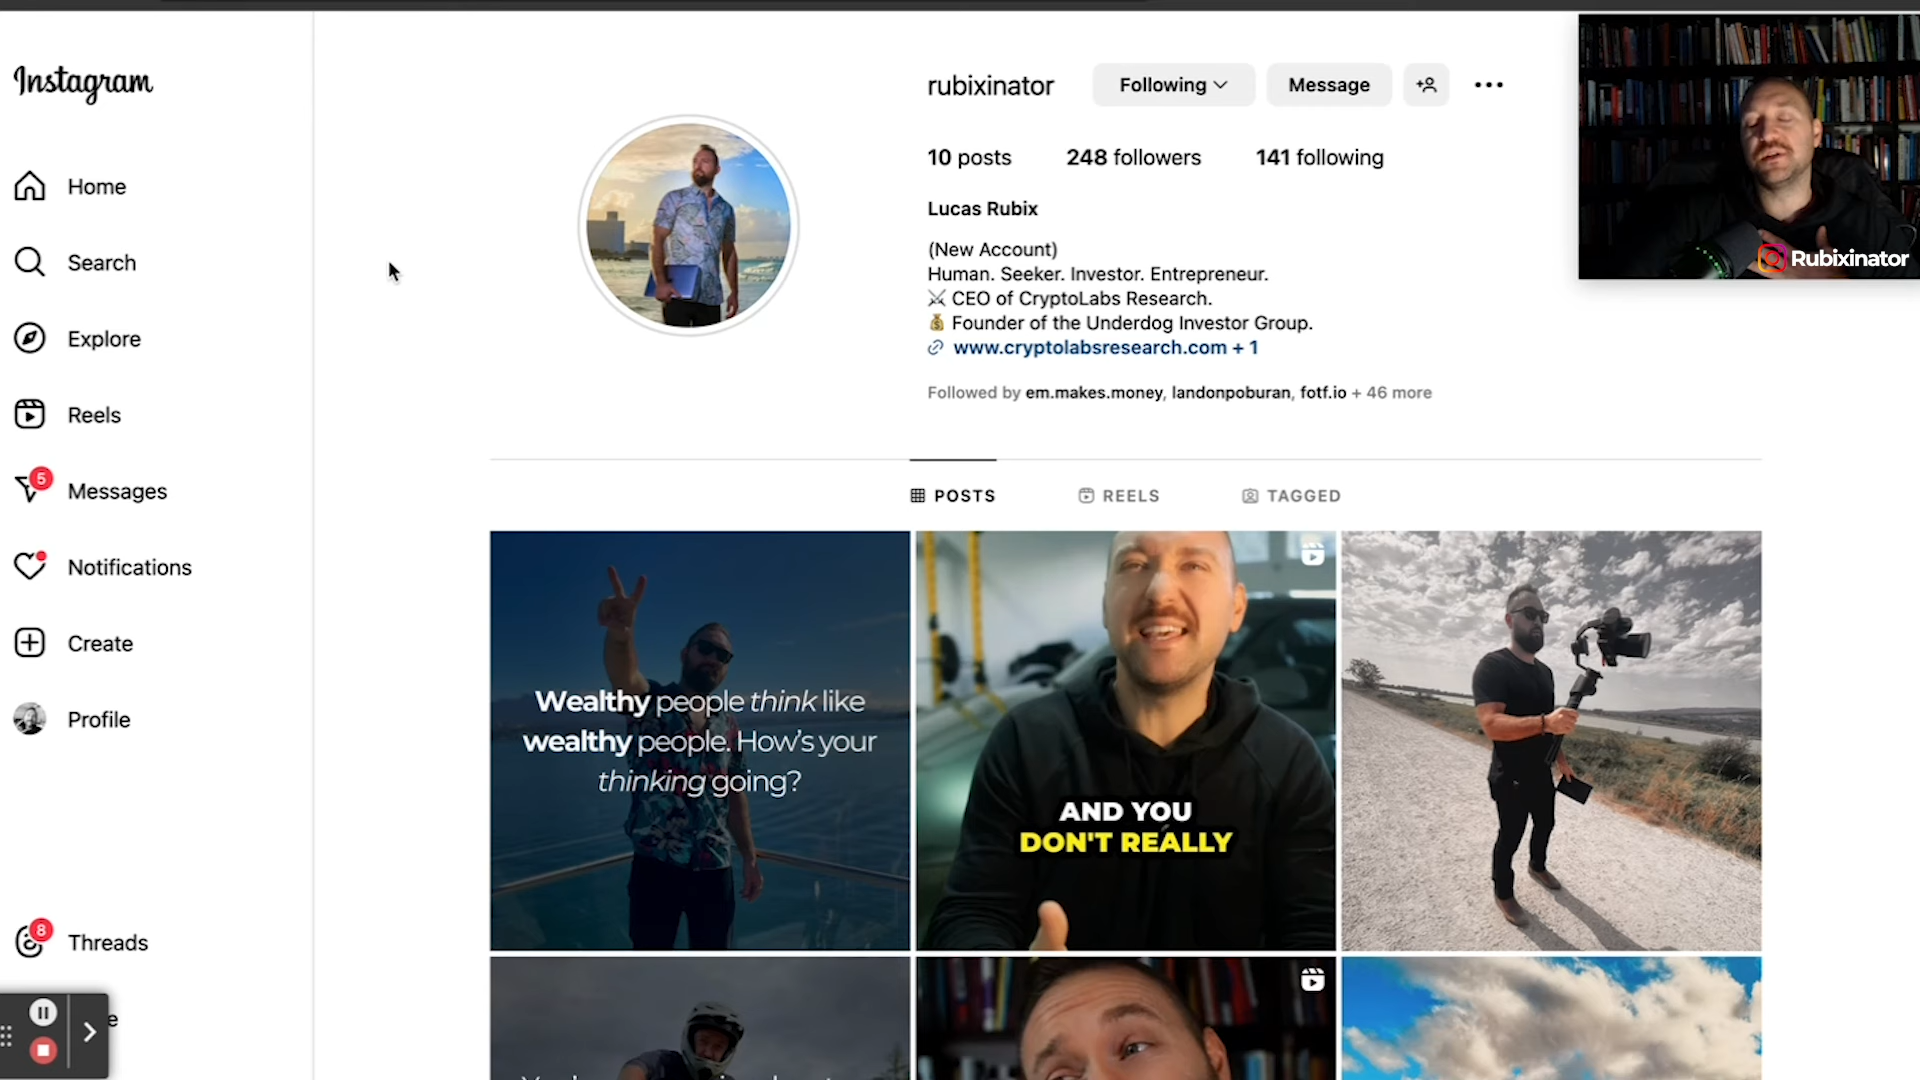 Instagram
Home
Search
Explore
Reels
5
Messages
Notifications
Create
Profile
8
Threads
rubixinator
Following
Message
10 posts
248 followers
141 following
Lucas Rubix
(New Account)
Human. Seeker. Investor. Entrepreneur.
⚔ CEO of CryptoLabs Research.
💰 Founder of the Underdog Investor Group.
www.cryptolabsresearch.com + 1
Followed by em.makes.money, landonpoburan, fotf.io + 46 more
Rubixinator
POSTS
REELS
TAGGED
Wealthy people think like
wealthy people. How's your
thinking going?
AND YOU
DON'T REALLY